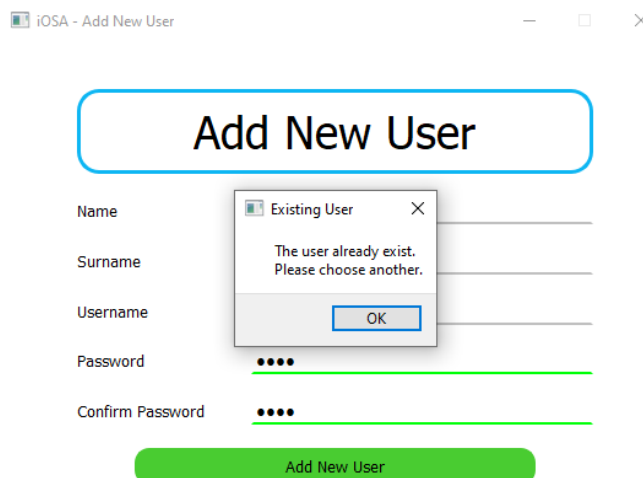 iOSA - Add New User
Add New User
Name
Existing User
The user already exist.
Please choose another.
OK
Surname
Username
Password
••••
Confirm Password
••••
Add New User